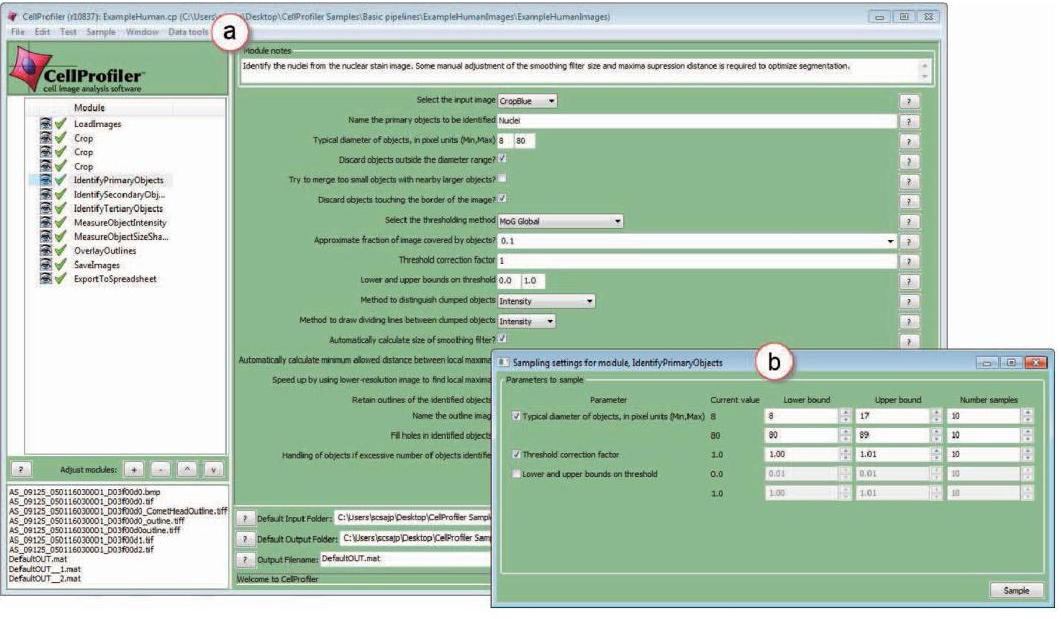 CellProfiler (r10837): ExampleHuman.cp (C:\Users\ \Desktop\CellProfiler Samples\Basic pipelines\ExampleHumanImages\ExampleHumanImages)
File Edit Test Sample Window Data tools
a
CellProfiler
cell image analysis software
Module
LoadImages
Crop
Crop
Crop
IdentifyPrimaryObjects
IdentifySecondaryObj...
IdentifyTertiaryObjects
MeasureObjectIntensity
MeasureObjectSizeSha...
OverlayOutlines
SaveImages
ExportToSpreadsheet
? Adjust modules: + - ^ v
AS_09125_050116030001_D03f00d0.bmp
AS_09125_050116030001_D03f00d0.tif
AS_09125_050116030001_D03f00d0_CometHeadOutline.tiff
AS_09125_050116030001_D03f00d0_outline.tiff
AS_09125_050116030001_D03f00d0outline.tiff
AS_09125_050116030001_D03f00d1.tif
AS_09125_050116030001_D03f00d2.tif
DefaultOUT.mat
DefaultOUT__1.mat
DefaultOUT__2.mat
Module notes
Identify the nuclei from the nuclear stain image. Some manual adjustment of the smoothing filter size and maxima supression distance is required to optimize segmentation.
Select the input image CropBlue ?
Name the primary objects to be identified Nuclei ?
Typical diameter of objects, in pixel units (Min,Max) 8 80 ?
Discard objects outside the diameter range? ?
Try to merge too small objects with nearby larger objects? ?
Discard objects touching the border of the image? ?
Select the thresholding method MoG Global ?
Approximate fraction of image covered by objects? 0.1 ?
Threshold correction factor 1 ?
Lower and upper bounds on threshold 0.0 1.0 ?
Method to distinguish clumped objects Intensity ?
Method to draw dividing lines between clumped objects Intensity ?
Automatically calculate size of smoothing filter? ?
Automatically calculate minimum allowed distance between local maxima
Speed up by using lower-resolution image to find local maxima
Retain outlines of the identified objects
Name the outline imag
Fill holes in identified objects
Handling of objects if excessive number of objects identifie
? Default Input Folder: C:\Users\scsajp\Desktop\CellProfiler Sampl
? Default Output Folder: C:\Users\scsajp\Desktop\CellProfiler Sam
? Output Filename: DefaultOUT.mat
Welcome to CellProfiler
Sampling settings for module, IdentifyPrimaryObjects
b
Parameters to sample
Parameter Current value Lower bound Upper bound Number samples
Typical diameter of objects, in pixel units (Min,Max) 8 8 17 10
80 80 89 10
Threshold correction factor 1.0 1.00 1.01 10
Lower and upper bounds on threshold 0.0 0.01 0.01 10
1.0 1.00 1.01 10
Sample